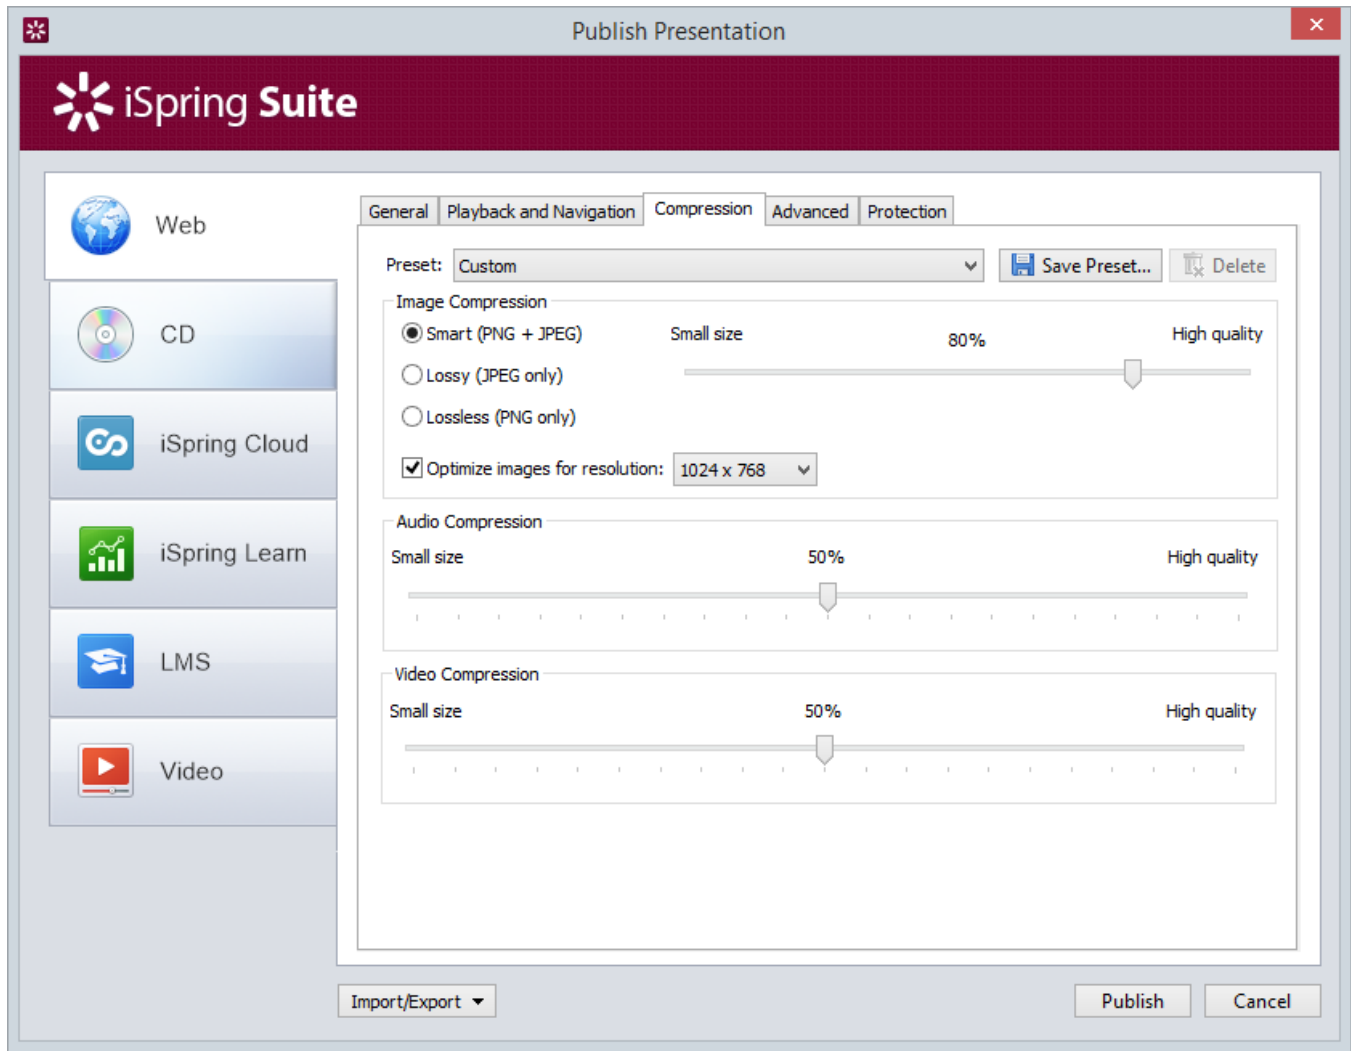 Publish Presentation
iSpring Suite
Web
CD
iSpring Cloud
iSpring Learn
LMS
Video
General Playback and Navigation Compression Advanced Protection
Preset: Custom Save Preset... Delete
Image Compression
Smart (PNG + JPEG) Small size 80% High quality
Lossy (JPEG only)
Lossless (PNG only)
Optimize images for resolution: 1024 x 768
Audio Compression
Small size 50% High quality
Video Compression
Small size 50% High quality
Import/Export Publish Cancel